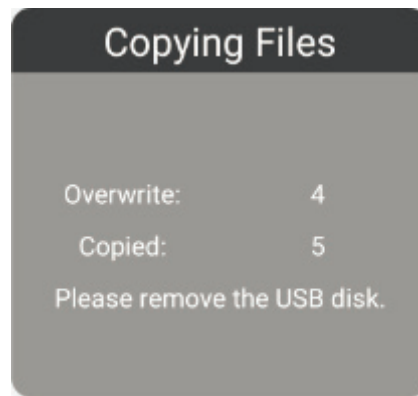 Copying Files
Overwrite: 4
Copied: 5
Please remove the USB disk.